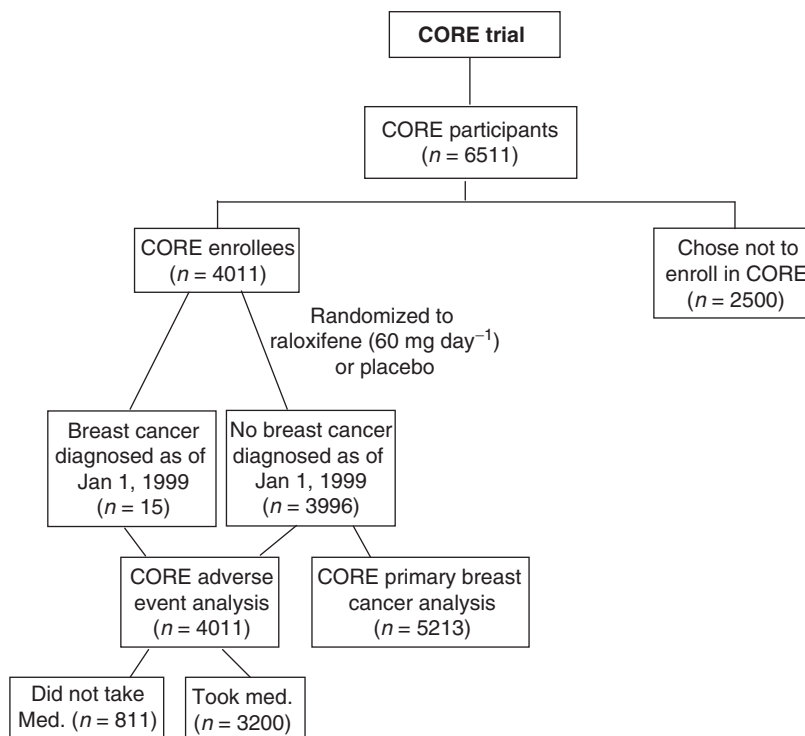 CORE trial
CORE participants
(n = 6511)
CORE enrollees
(n = 4011)
Chose not to
enroll in CORE
(n = 2500)
Randomized to
raloxifene (60 mg day⁻¹)
or placebo
Breast cancer
diagnosed as of
Jan 1, 1999
(n = 15)
No breast cancer
diagnosed as of
Jan 1, 1999
(n = 3996)
CORE adverse
event analysis
(n = 4011)
CORE primary breast
cancer analysis
(n = 5213)
Did not take
Med. (n = 811)
Took med.
(n = 3200)